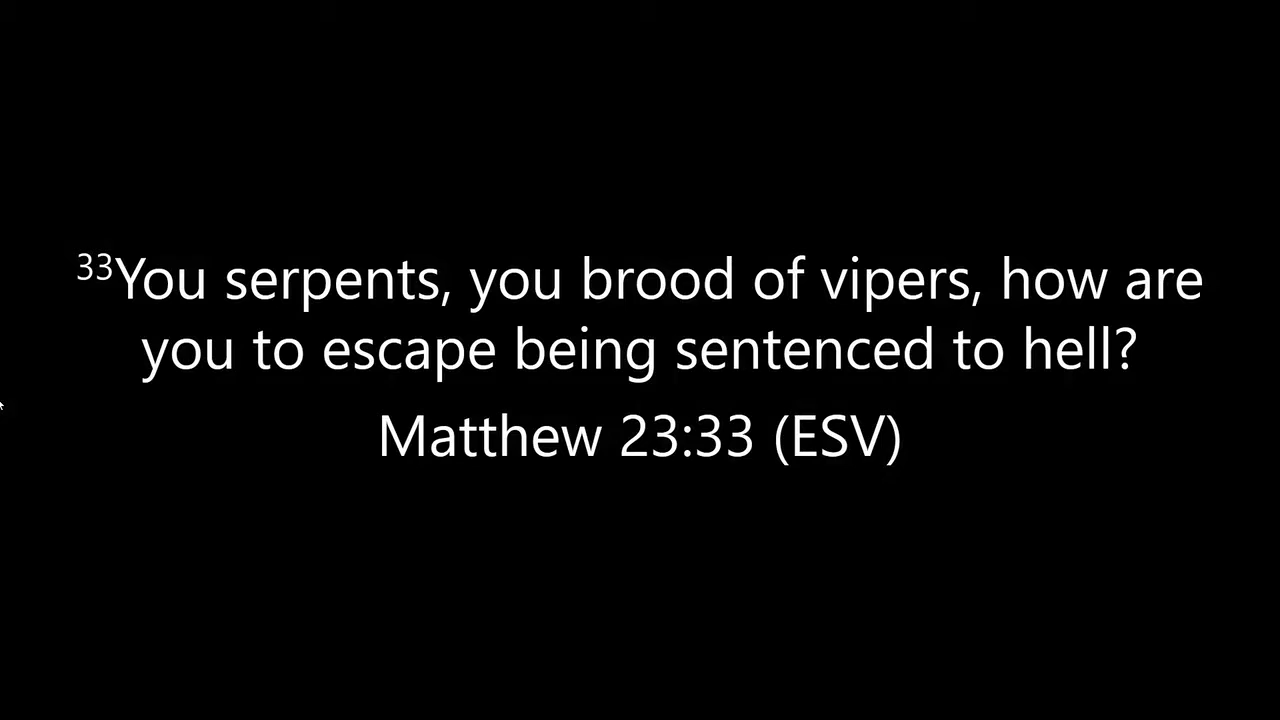 33You serpents, you brood of vipers, how are
you to escape being sentenced to hell?
Matthew 23:33 (ESV)